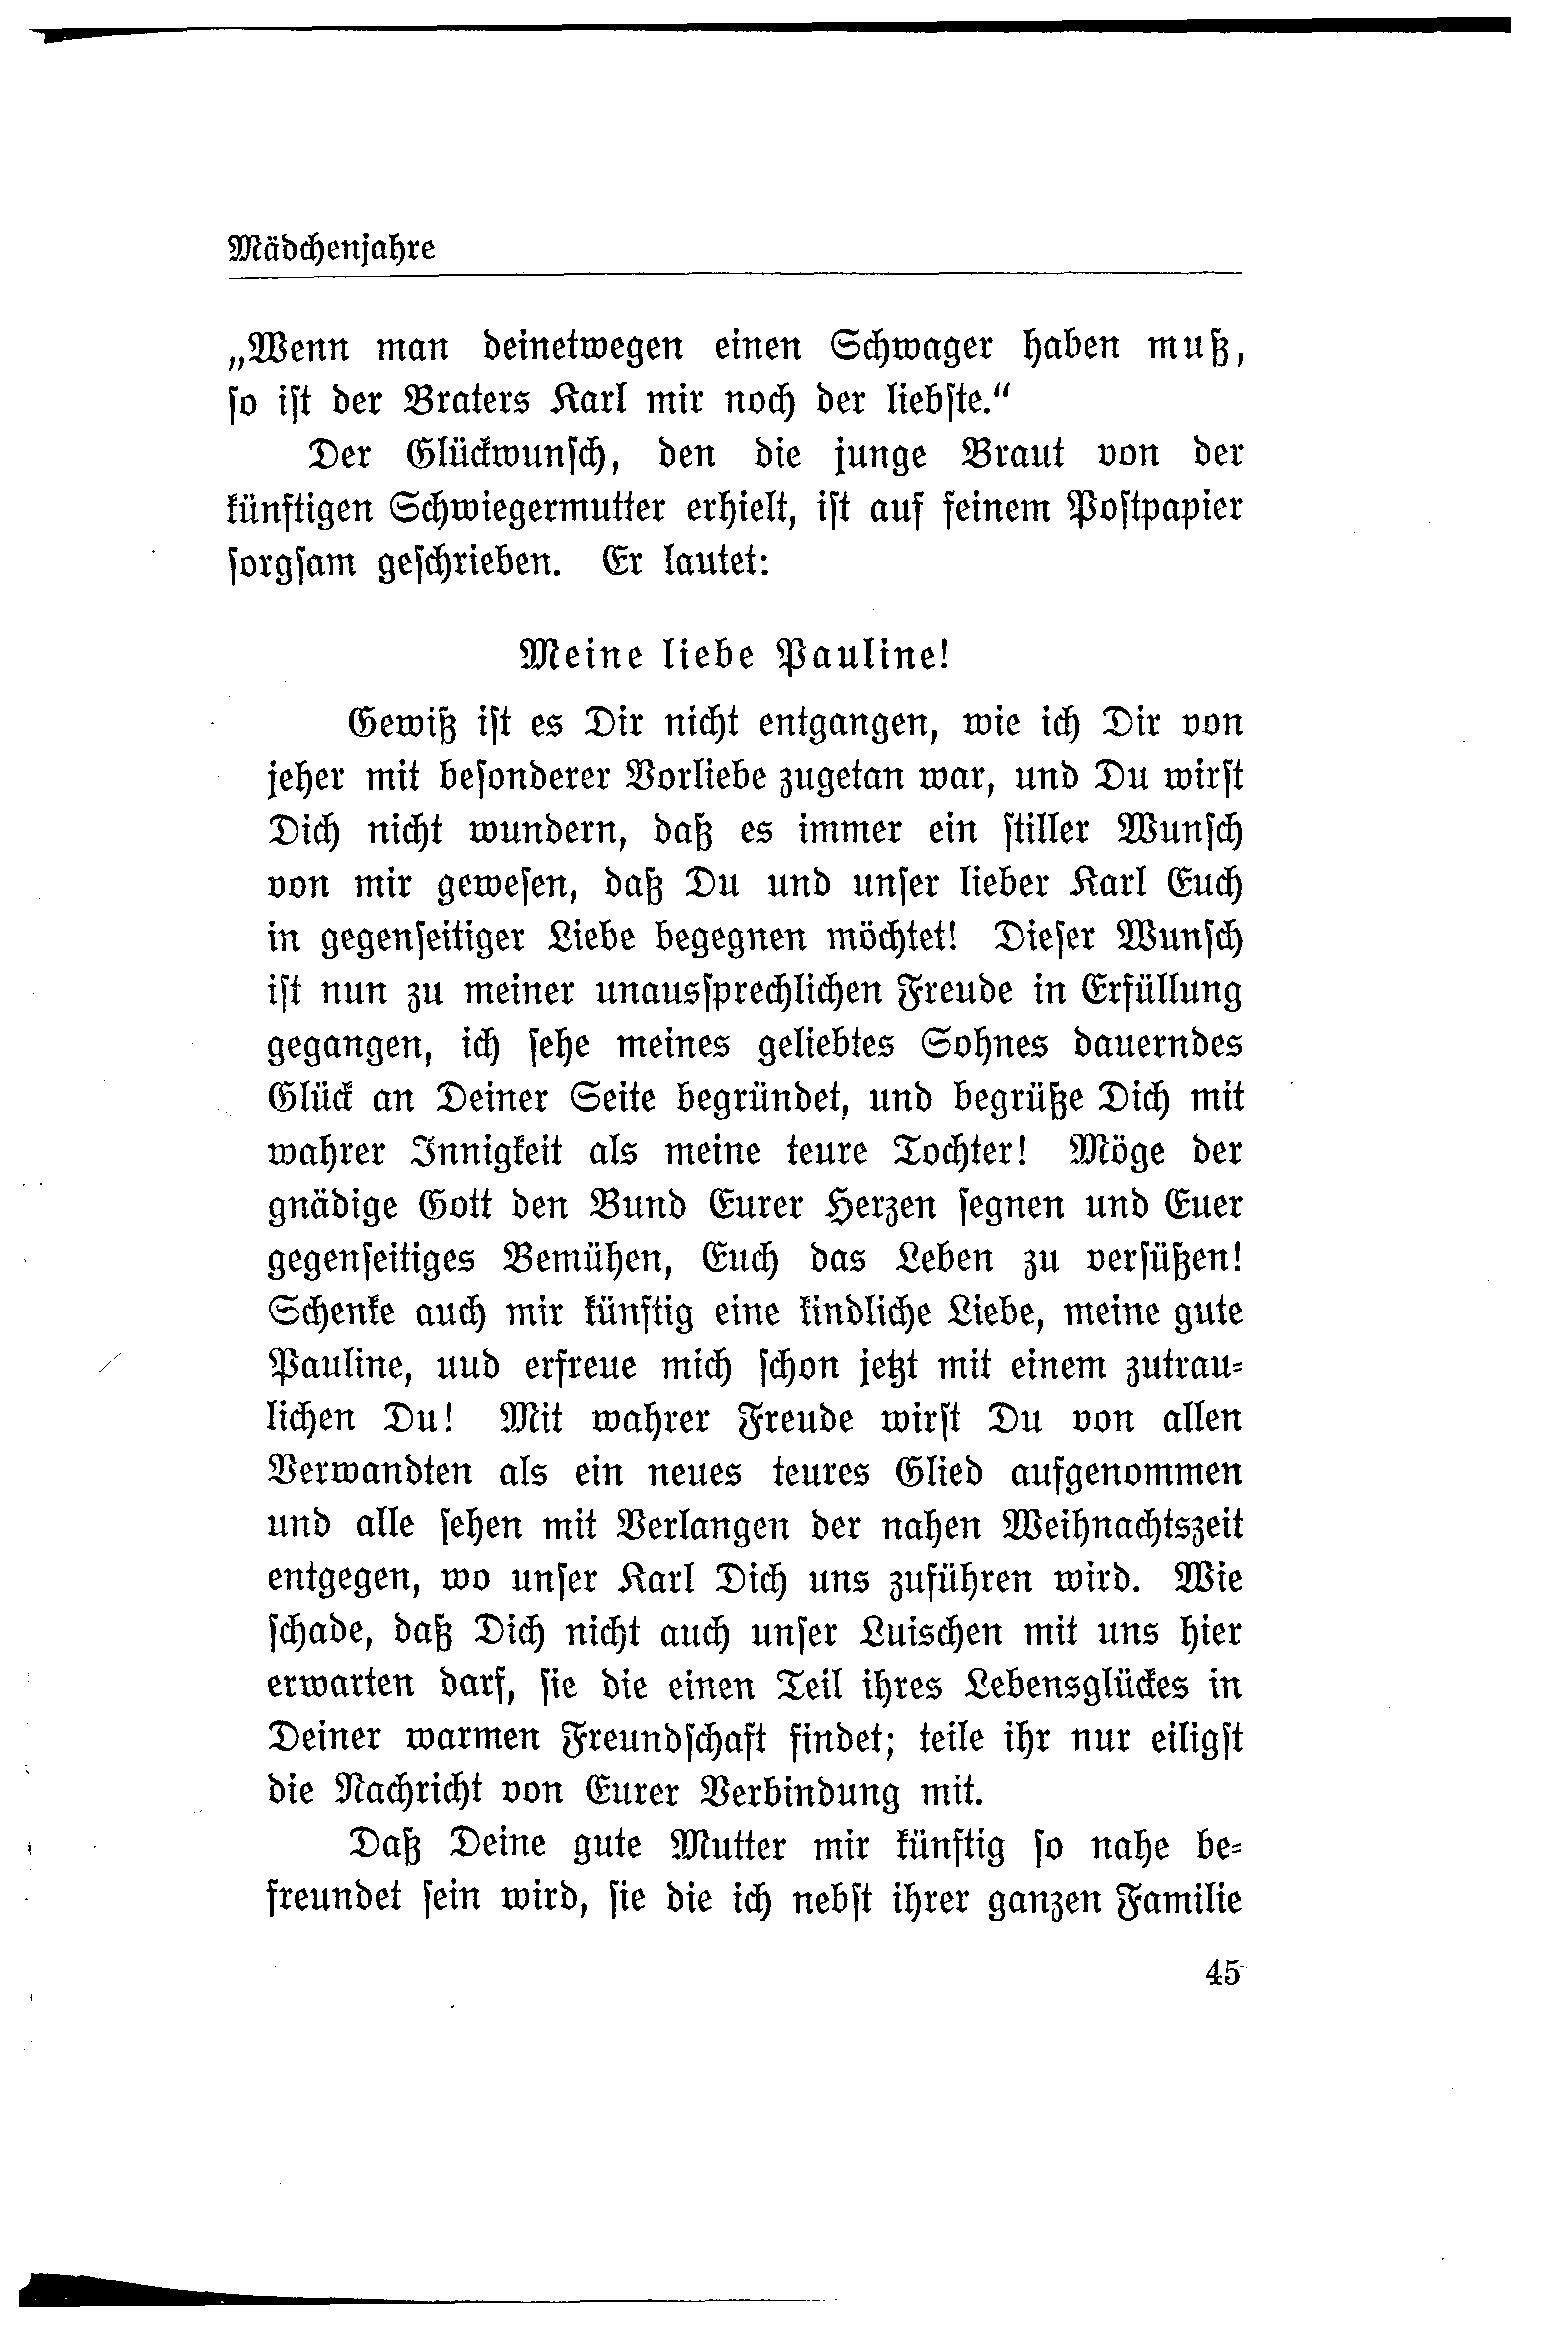 Mädchenjahre
„Wenn man deinetwegen einen Schwager haben muß,
so ist der Braters Karl mir noch der liebste.“
Der Glückwunsch, den die junge Braut von der
künftigen Schwiegermutter erhielt, ist auf feinem Postpapier
sorgsam geschrieben. Er lautet:
Meine liebe Pauline!
Gewiß ist es Dir nicht entgangen, wie ich Dir von
jeher mit besonderer Vorliebe zugetan war, und Du wirst
Dich nicht wundern, daß es immer ein stiller Wunsch
von mir gewesen, daß Du und unser lieber Karl Euch
in gegenseitiger Liebe begegnen möchtet! Dieser Wunsch
ist nun zu meiner unaussprechlichen Freude in Erfüllung
gegangen, ich sehe meines geliebtes Sohnes dauerndes
Glück an Deiner Seite begründet, und begrüße Dich mit
wahrer Innigkeit als meine teure Tochter! Möge der
gnädige Gott den Bund Eurer Herzen segnen und Euer
gegenseitiges Bemühen, Euch das Leben zu versüßen!
Schenke auch mir künftig eine kindliche Liebe, meine gute
Pauline, uud erfreue mich schon jetzt mit einem zutrau-
lichen Du! Mit wahrer Freude wirst Du von allen
Verwandten als ein neues teures Glied aufgenommen
und alle sehen mit Verlangen der nahen Weihnachtszeit
entgegen, wo unser Karl Dich uns zuführen wird. Wie
schade, daß Dich nicht auch unser Luischen mit uns hier
erwarten darf, sie die einen Teil ihres Lebensglückes in
Deiner warmen Freundschaft findet; teile ihr nur eiligst
die Nachricht von Eurer Verbindung mit.
Daß Deine gute Mutter mir künftig so nahe be-
freundet sein wird, sie die ich nebst ihrer ganzen Familie
45